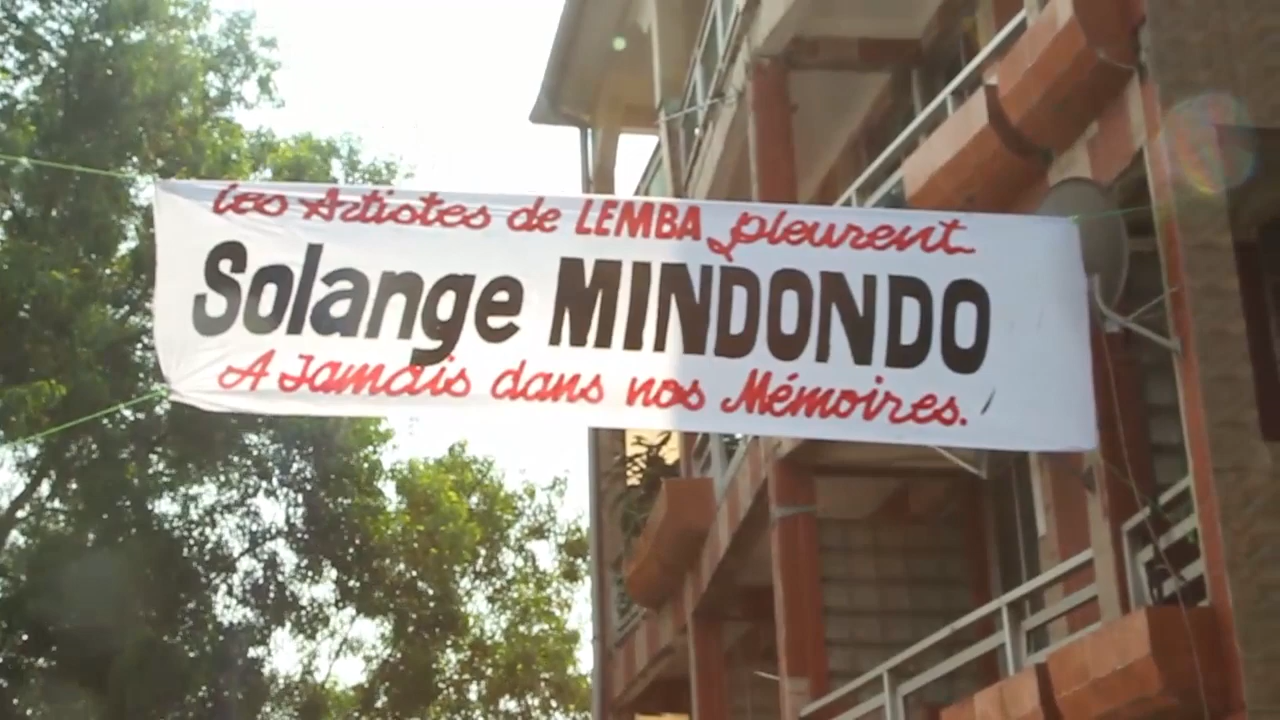 Les Artistes de LEMBA pleurent
Solange MINDONDO
A Jamais dans nos Mémoires.